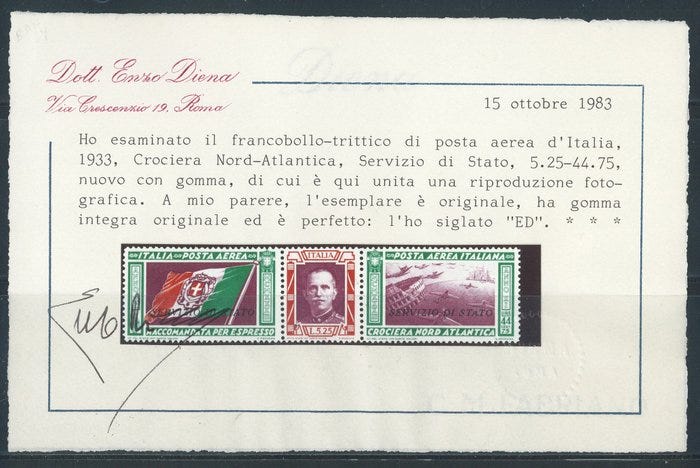 Dott. Enzo Diena
Via Crescenzio 19, Roma
15 ottobre 1983
Ho esaminato il francobollo-trittico di posta aerea d'Italia,
1933, Crociera Nord-Atlantica, Servizio di Stato, 5.25-44.75,
nuovo con gomma, di cui è qui unita una riproduzione foto-
grafica. A mio parere, l'esemplare è originale, ha gomma
integra originale ed è perfetto: l'ho siglato "ED". * * *
ITALIA-POSTA AEREA
ITALIA
POSTA AEREA ITALIANA
SERVIZIO DI STATO
SERVIZIO DI STATO
RACCOMANDATA PER ESPRESSO
L.5.25
CROCIERA NORD ATLANTICA
44
75